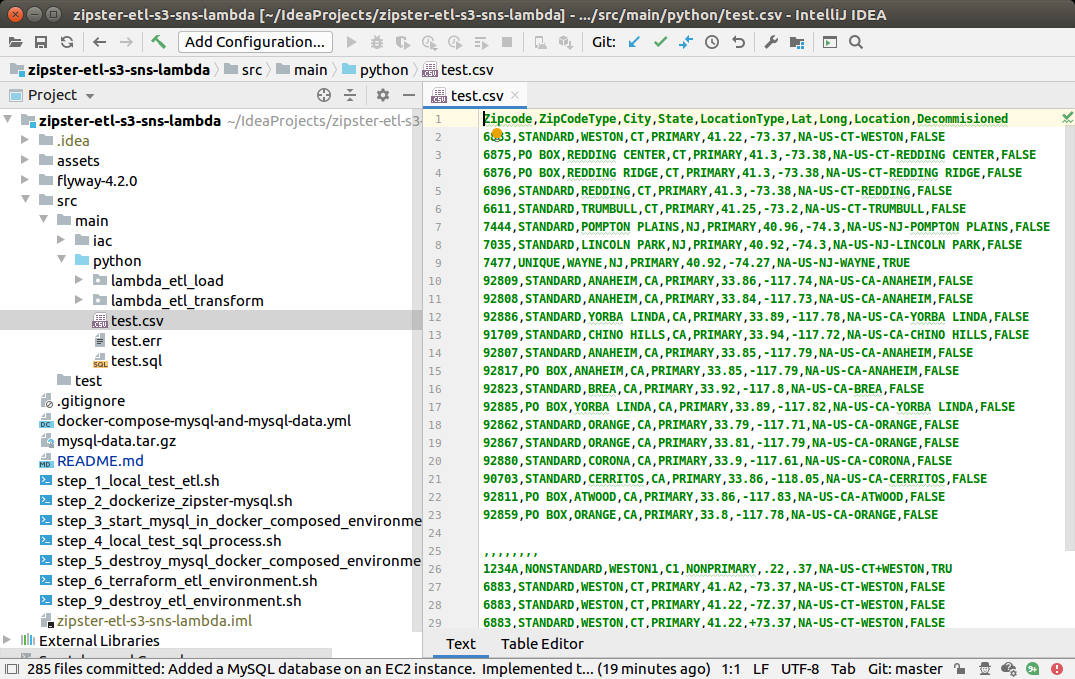 zipster-etl-s3-sns-lambda [~/IdeaProjects/zipster-etl-s3-sns-lambda] - .../src/main/python/test.csv - IntelliJ IDEA
Add Configuration...
Git:
zipster-etl-s3-sns-lambda
src
main
python
test.csv
Project
test.csv
zipster-etl-s3-sns-lambda ~/IdeaProjects/zipster-etl-s3-
.idea
assets
flyway-4.2.0
src
main
iac
python
lambda_etl_load
lambda_etl_transform
test.csv
test.err
test.sql
test
.gitignore
docker-compose-mysql-and-mysql-data.yml
mysql-data.tar.gz
README.md
step_1_local_test_etl.sh
step_2_dockerize_zipster-mysql.sh
step_3_start_mysql_in_docker_composed_environme
step_4_local_test_sql_process.sh
step_5_destroy_mysql_docker_composed_environme
step_6_terraform_etl_environment.sh
step_9_destroy_etl_environment.sh
zipster-etl-s3-sns-lambda.iml
External Libraries
1 Zipcode,ZipCodeType,City,State,LocationType,Lat,Long,Location,Decommisioned
2 6883,STANDARD,WESTON,CT,PRIMARY,41.22,-73.37,NA-US-CT-WESTON,FALSE
3 6875,PO BOX,REDDING CENTER,CT,PRIMARY,41.3,-73.38,NA-US-CT-REDDING CENTER,FALSE
4 6876,PO BOX,REDDING RIDGE,CT,PRIMARY,41.3,-73.38,NA-US-CT-REDDING RIDGE,FALSE
5 6896,STANDARD,REDDING,CT,PRIMARY,41.3,-73.38,NA-US-CT-REDDING,FALSE
6 6611,STANDARD,TRUMBULL,CT,PRIMARY,41.25,-73.2,NA-US-CT-TRUMBULL,FALSE
7 7444,STANDARD,POMPTON PLAINS,NJ,PRIMARY,40.96,-74.3,NA-US-NJ-POMPTON PLAINS,FALSE
8 7035,STANDARD,LINCOLN PARK,NJ,PRIMARY,40.92,-74.3,NA-US-NJ-LINCOLN PARK,FALSE
9 7477,UNIQUE,WAYNE,NJ,PRIMARY,40.92,-74.27,NA-US-NJ-WAYNE,TRUE
10 92809,STANDARD,ANAHEIM,CA,PRIMARY,33.86,-117.74,NA-US-CA-ANAHEIM,FALSE
11 92808,STANDARD,ANAHEIM,CA,PRIMARY,33.84,-117.73,NA-US-CA-ANAHEIM,FALSE
12 92886,STANDARD,YORBA LINDA,CA,PRIMARY,33.89,-117.78,NA-US-CA-YORBA LINDA,FALSE
13 91709,STANDARD,CHINO HILLS,CA,PRIMARY,33.94,-117.72,NA-US-CA-CHINO HILLS,FALSE
14 92807,STANDARD,ANAHEIM,CA,PRIMARY,33.85,-117.79,NA-US-CA-ANAHEIM,FALSE
15 92817,PO BOX,ANAHEIM,CA,PRIMARY,33.85,-117.79,NA-US-CA-ANAHEIM,FALSE
16 92823,STANDARD,BREA,CA,PRIMARY,33.92,-117.8,NA-US-CA-BREA,FALSE
17 92885,PO BOX,YORBA LINDA,CA,PRIMARY,33.89,-117.82,NA-US-CA-YORBA LINDA,FALSE
18 92862,STANDARD,ORANGE,CA,PRIMARY,33.79,-117.71,NA-US-CA-ORANGE,FALSE
19 92867,STANDARD,ORANGE,CA,PRIMARY,33.81,-117.79,NA-US-CA-ORANGE,FALSE
20 92880,STANDARD,CORONA,CA,PRIMARY,33.9,-117.61,NA-US-CA-CORONA,FALSE
21 90703,STANDARD,CERRITOS,CA,PRIMARY,33.86,-118.05,NA-US-CA-CERRITOS,FALSE
22 92811,PO BOX,ATWOOD,CA,PRIMARY,33.86,-117.83,NA-US-CA-ATWOOD,FALSE
23 92859,PO BOX,ORANGE,CA,PRIMARY,33.8,-117.78,NA-US-CA-ORANGE,FALSE
24
25 ,,,,,,,,
26 1234A,NONSTANDARD,WESTON1,C1,NONPRIMARY,.22,.37,NA-US-CT+WESTON,TRU
27 6883,STANDARD,WESTON,CT,PRIMARY,41.A2,-73.37,NA-US-CT-WESTON,FALSE
28 6883,STANDARD,WESTON,CT,PRIMARY,41.22,-7Z.37,NA-US-CT-WESTON,FALSE
29 6883,STANDARD,WESTON,CT,PRIMARY,41.22,+73.37,NA-US-CT-WESTON,FALSE
Text
Table Editor
285 files committed: Added a MySQL database on an EC2 instance. Implemented t... (19 minutes ago)
1:1
LF
UTF-8
Tab
Git: master
9+